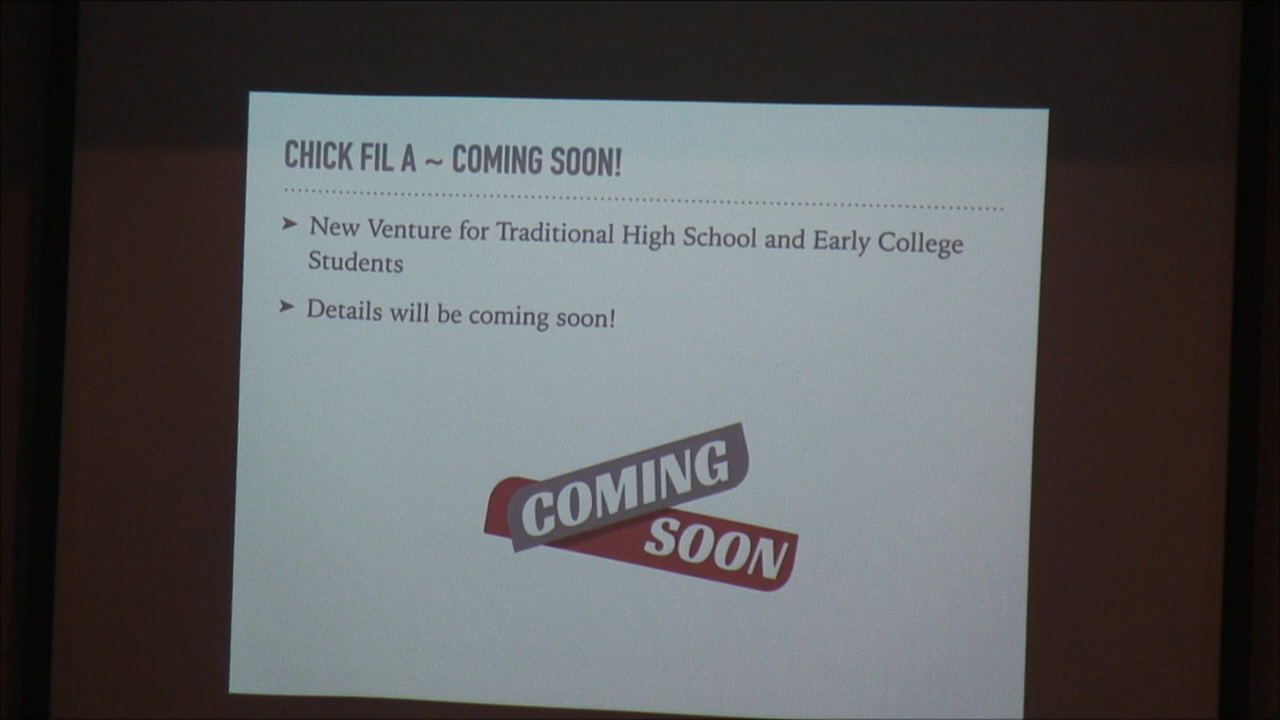 CHICK FIL A ~ COMING SOON!
➤ New Venture for Traditional High School and Early College
Students
➤ Details will be coming soon!
COMING
SOON